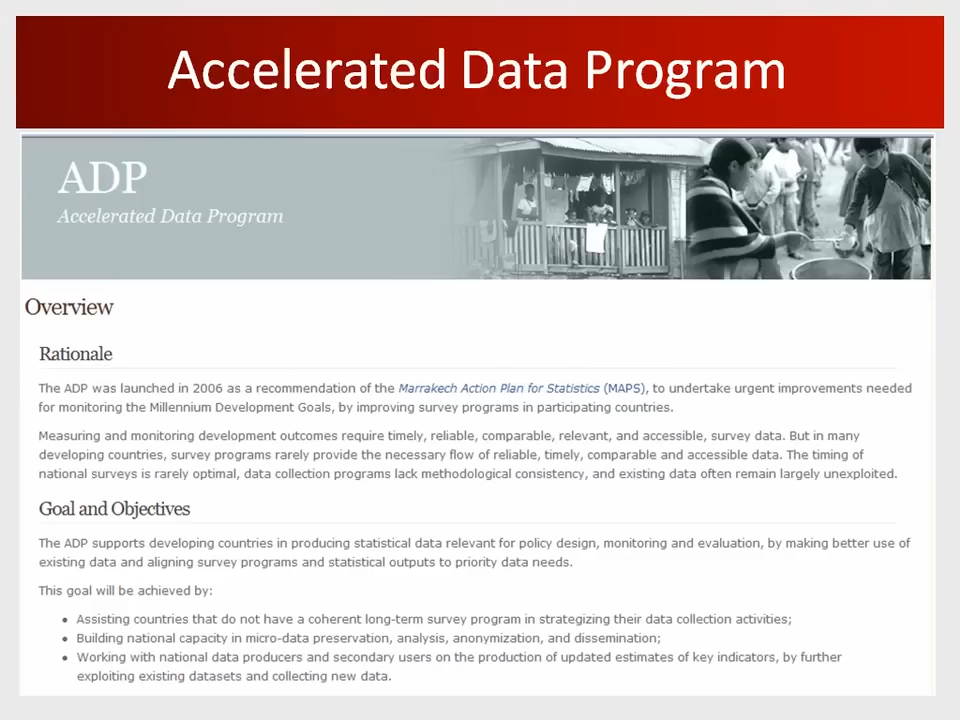 Accelerated Data Program
ADP
Accelerated Data Program
Overview
Rationale
The ADP was launched in 2006 as a recommendation of the Marrakech Action Plan for Statistics (MAPS), to undertake urgent improvements needed
for monitoring the Millennium Development Goals, by improving survey programs in participating countries.
Measuring and monitoring development outcomes require timely, reliable, comparable, relevant, and accessible, survey data. But in many
developing countries, survey programs rarely provide the necessary flow of reliable, timely, comparable and accessible data. The timing of
national surveys is rarely optimal, data collection programs lack methodological consistency, and existing data often remain largely unexploited.
Goal and Objectives
The ADP supports developing countries in producing statistical data relevant for policy design, monitoring and evaluation, by making better use of
existing data and aligning survey programs and statistical outputs to priority data needs.
This goal will be achieved by:
• Assisting countries that do not have a coherent long-term survey program in strategizing their data collection activities;
• Building national capacity in micro-data preservation, analysis, anonymization, and dissemination;
• Working with national data producers and secondary users on the production of updated estimates of key indicators, by further
exploiting existing datasets and collecting new data.